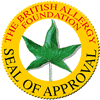 THE BRITISH ALLERGY
FOUNDATION
SEAL OF APPROVAL